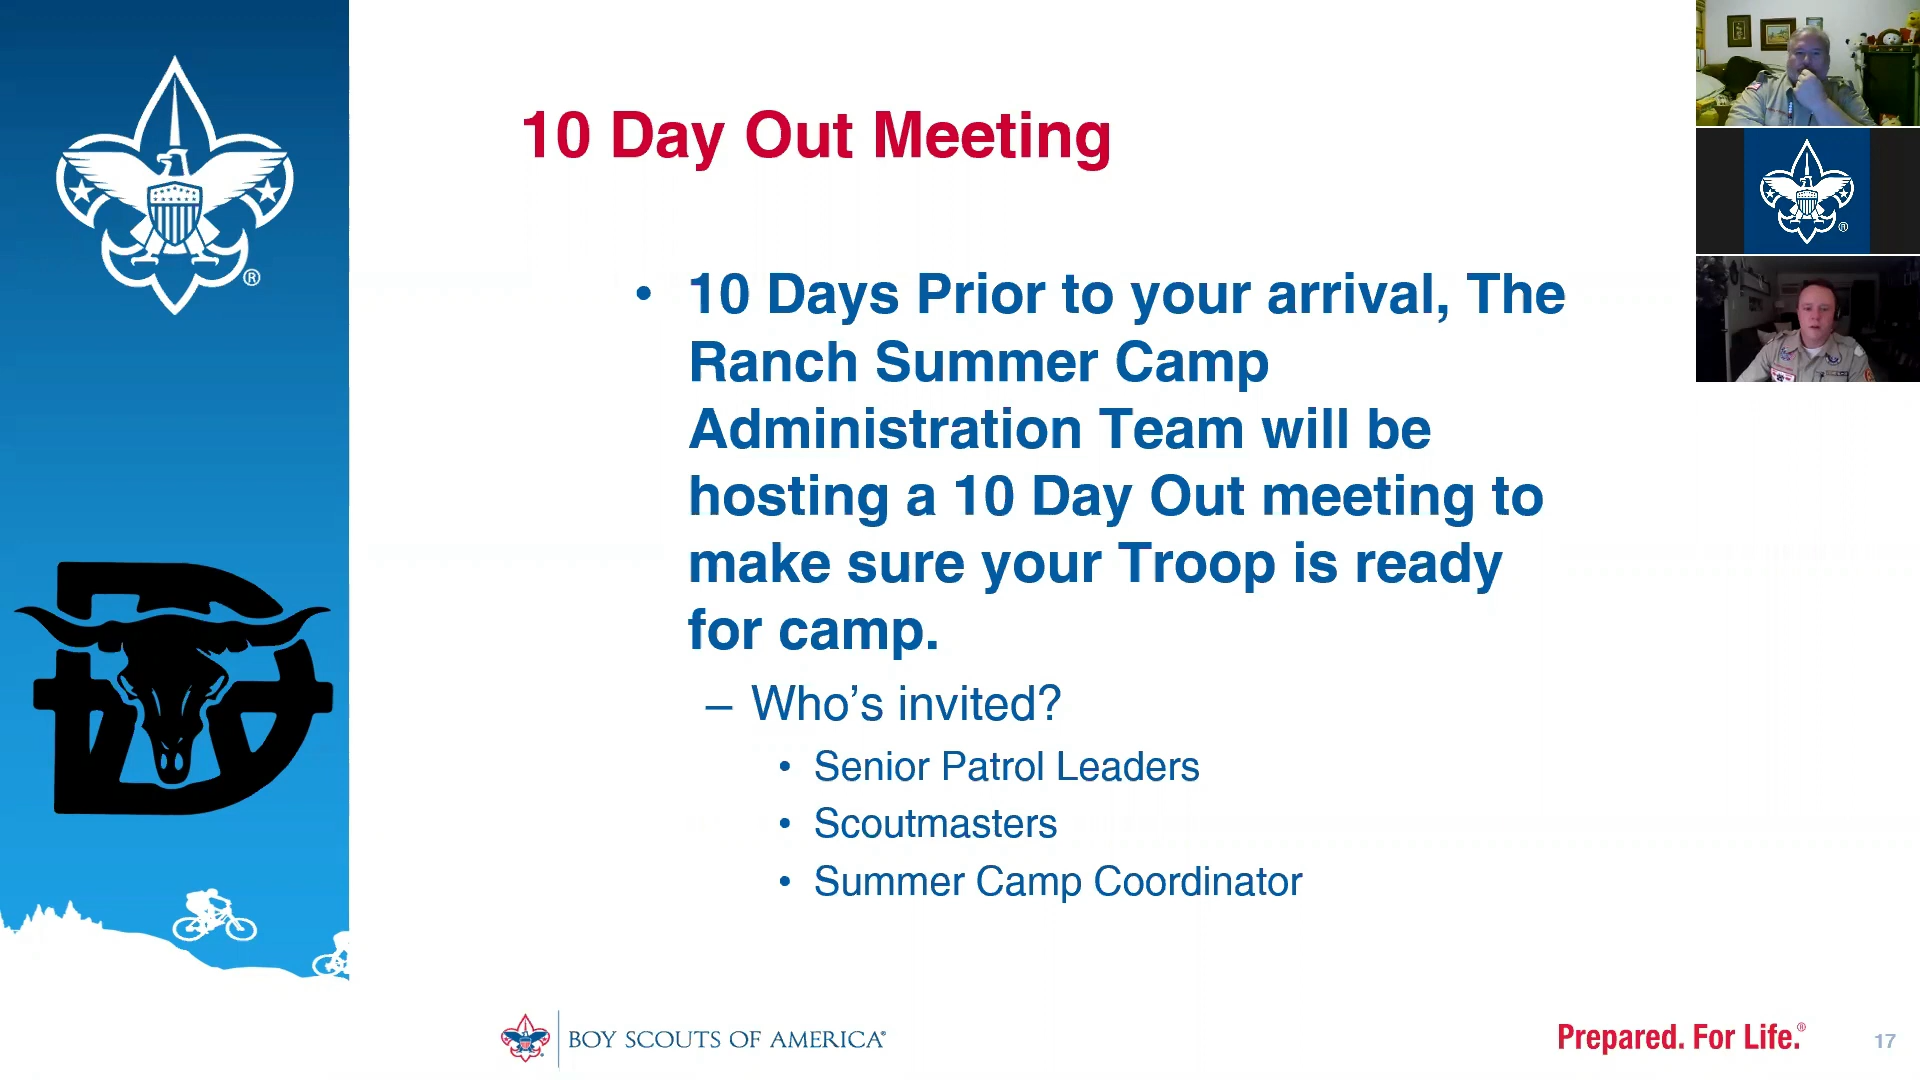 10 Day Out Meeting
• 10 Days Prior to your arrival, The
Ranch Summer Camp
Administration Team will be
hosting a 10 Day Out meeting to
make sure your Troop is ready
for camp.
– Who’s invited?
• Senior Patrol Leaders
• Scoutmasters
• Summer Camp Coordinator
BOY SCOUTS OF AMERICA®
Prepared. For Life.®
17